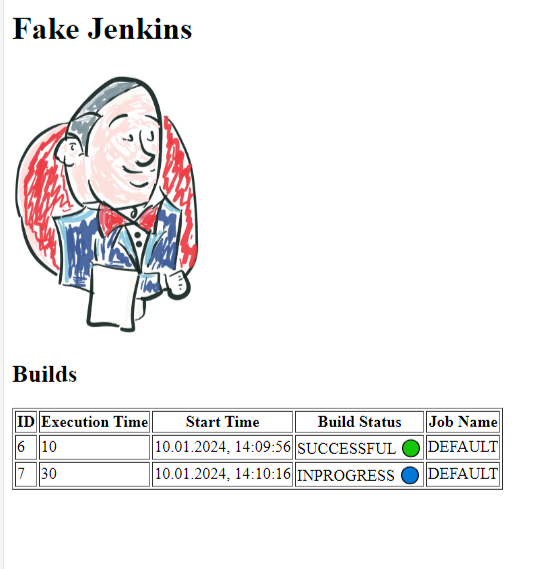 Fake Jenkins
Builds
ID Execution Time Start Time Build Status Job Name
6 10 10.01.2024, 14:09:56 SUCCESSFUL DEFAULT
7 30 10.01.2024, 14:10:16 INPROGRESS DEFAULT